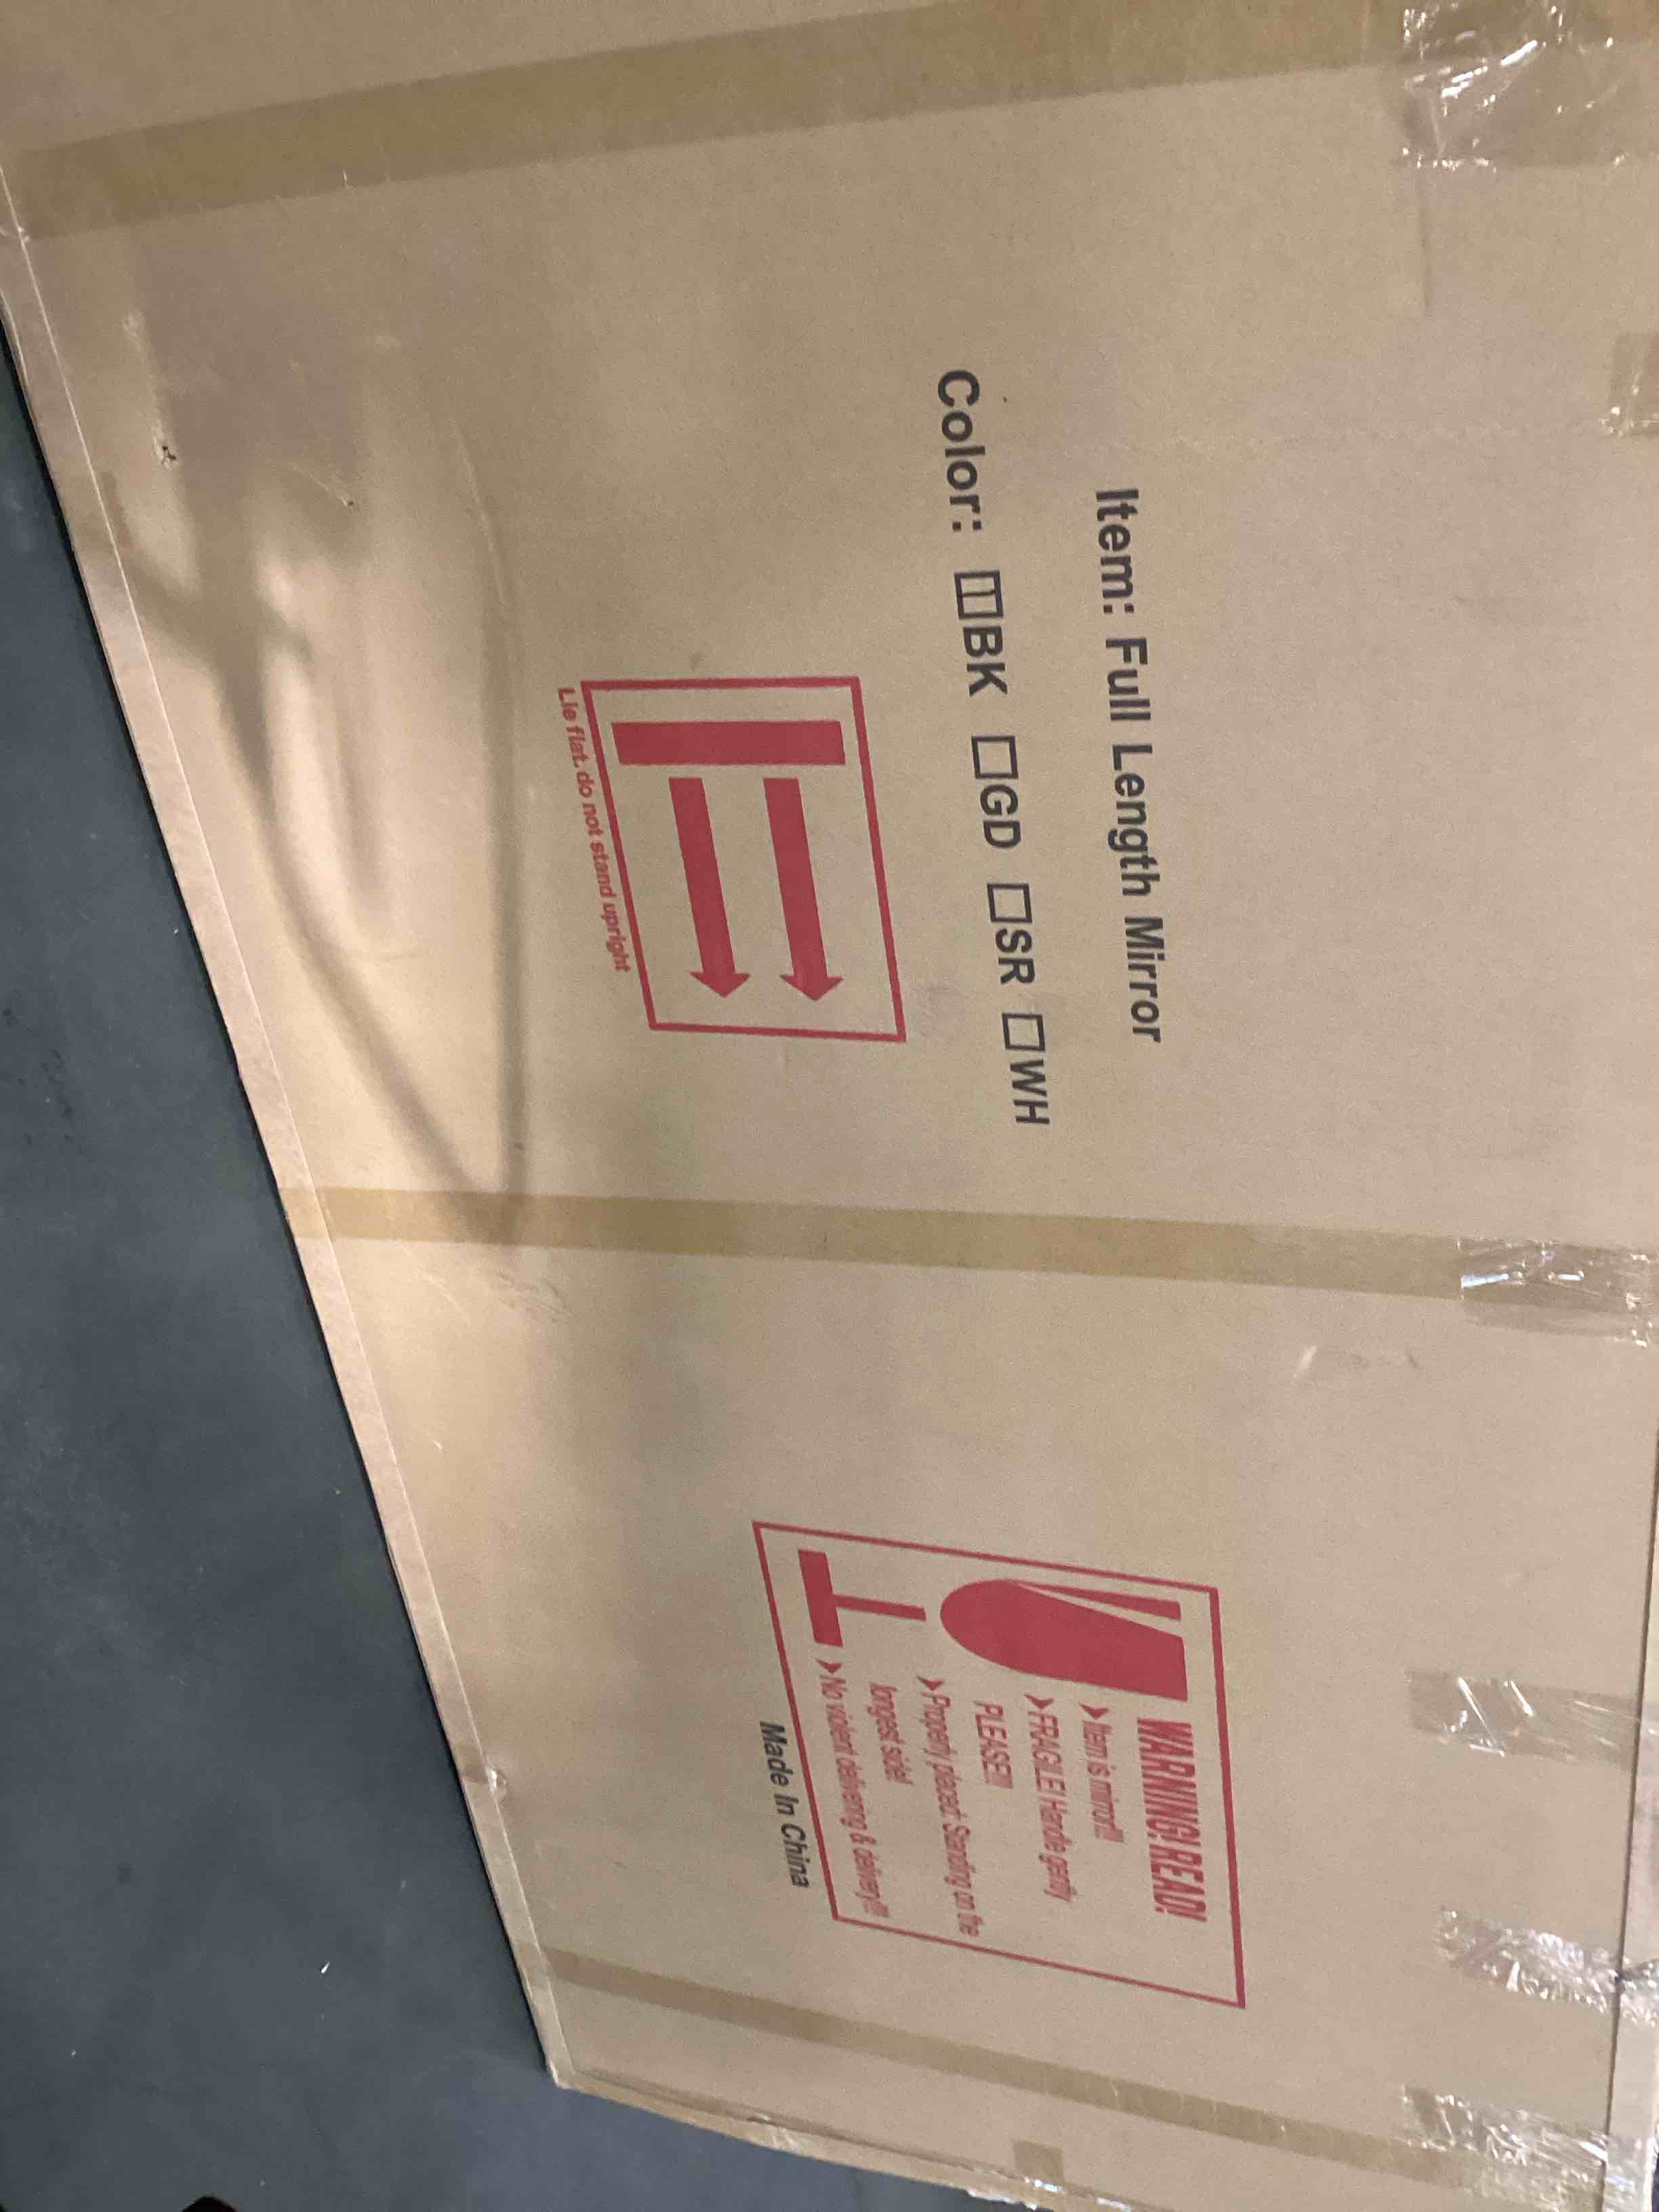 Item: Full Length Mirror
Color: BK GD SR WH
Lie flat. do not stand upright
WARNING! READ!
Item is mirror!!!
FRAGILE! Handle gently
PLEASE!!!
Properly placed: Standing on the
longest side!
No violent delivering & delivery!!!
Made In China